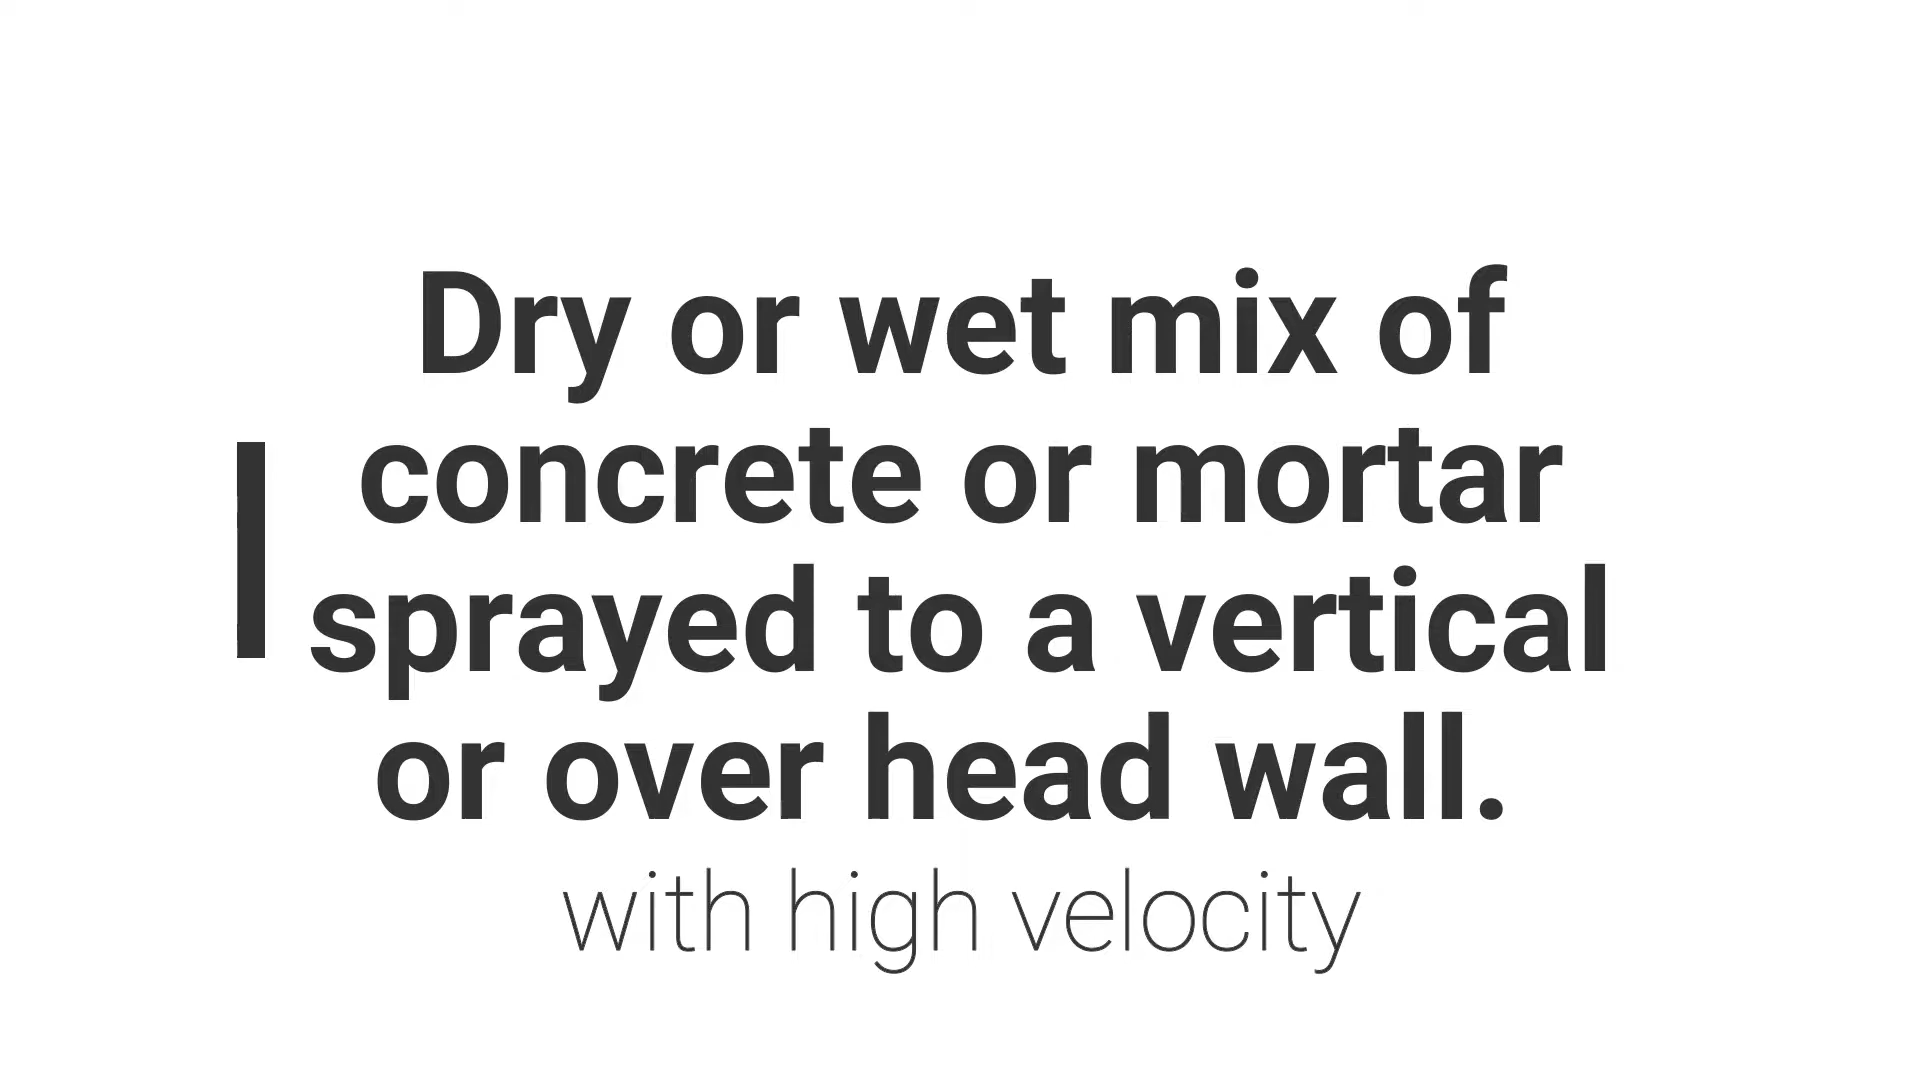 Dry or wet mix of
concrete or mortar
sprayed to a vertical
or over head wall.
with high velocity